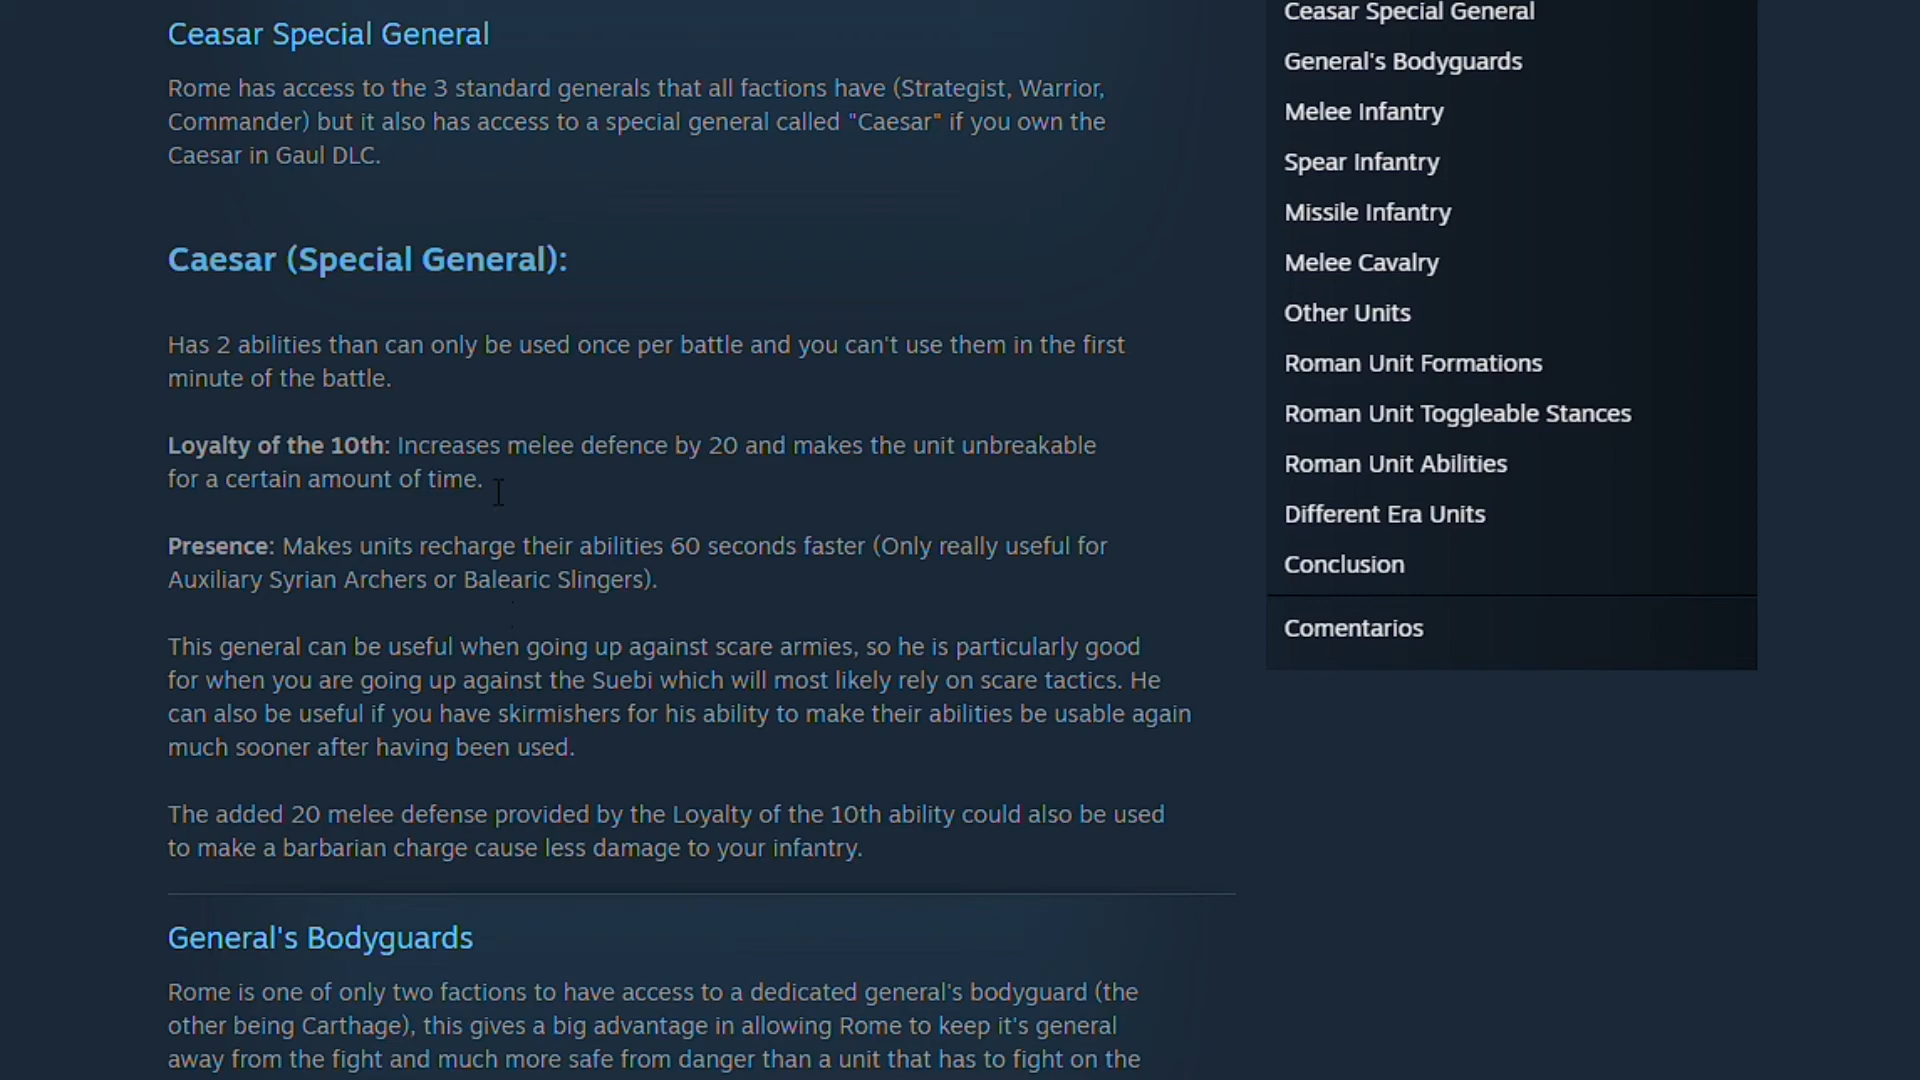 Ceasar Special General
Rome has access to the 3 standard generals that all factions have (Strategist, Warrior,
Commander) but it also has access to a special general called "Caesar" if you own the
Caesar in Gaul DLC.
Caesar (Special General):
Has 2 abilities than can only be used once per battle and you can't use them in the first
minute of the battle.
Loyalty of the 10th: Increases melee defence by 20 and makes the unit unbreakable
for a certain amount of time.
Presence: Makes units recharge their abilities 60 seconds faster (Only really useful for
Auxiliary Syrian Archers or Balearic Slingers).
This general can be useful when going up against scare armies, so he is particularly good
for when you are going up against the Suebi which will most likely rely on scare tactics. He
can also be useful if you have skirmishers for his ability to make their abilities be usable again
much sooner after having been used.
The added 20 melee defense provided by the Loyalty of the 10th ability could also be used
to make a barbarian charge cause less damage to your infantry.
General's Bodyguards
Rome is one of only two factions to have access to a dedicated general's bodyguard (the
other being Carthage), this gives a big advantage in allowing Rome to keep it's general
away from the fight and much more safe from danger than a unit that has to fight on the
Ceasar Special General
General's Bodyguards
Melee Infantry
Spear Infantry
Missile Infantry
Melee Cavalry
Other Units
Roman Unit Formations
Roman Unit Toggleable Stances
Roman Unit Abilities
Different Era Units
Conclusion
Comentarios